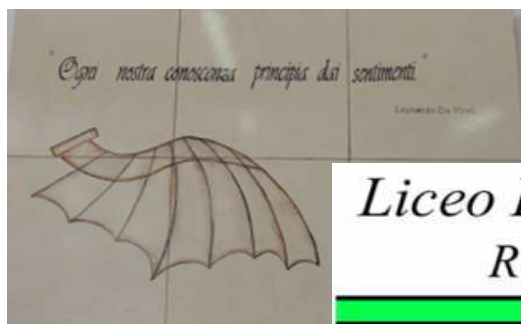 "Ogni nostra conoscenza principia dai sentimenti."
Leonardo Da Vinci
Liceo
R